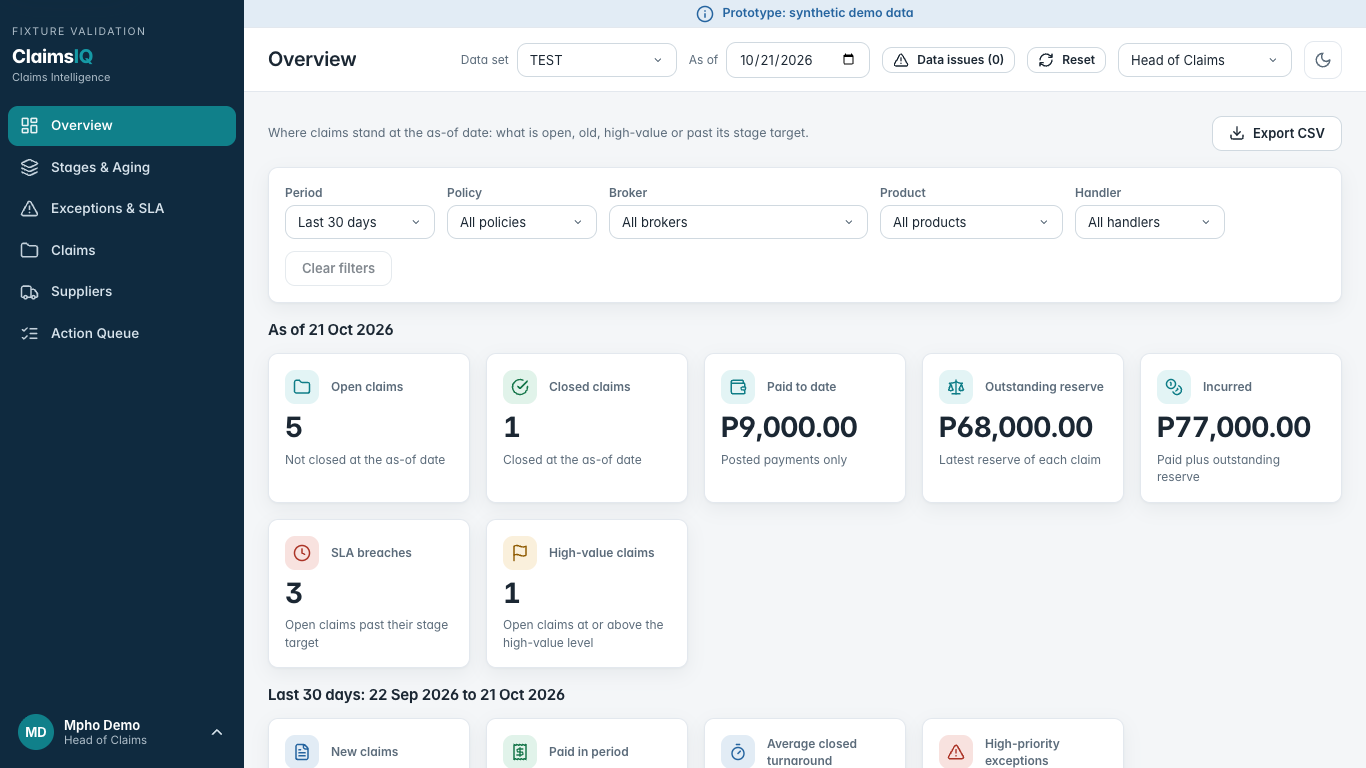 Prototype: synthetic demo data
FIXTURE VALIDATION
ClaimsIQ
Claims Intelligence
Overview
Stages & Aging
Exceptions & SLA
Claims
Suppliers
Action Queue
MD
Mpho Demo
Head of Claims
Overview
Data set
TEST
As of
10/21/2026
Data issues (0)
Reset
Head of Claims
Where claims stand at the as-of date: what is open, old, high-value or past its stage target.
Export CSV
Period
Policy
Broker
Product
Handler
Last 30 days
All policies
All brokers
All products
All handlers
Clear filters
As of 21 Oct 2026
Open claims
5
Not closed at the as-of date
Closed claims
1
Closed at the as-of date
Paid to date
P9,000.00
Posted payments only
Outstanding reserve
P68,000.00
Latest reserve of each claim
Incurred
P77,000.00
Paid plus outstanding
reserve
SLA breaches
3
Open claims past their stage
target
High-value claims
1
Open claims at or above the
high-value level
Last 30 days: 22 Sep 2026 to 21 Oct 2026
New claims
Paid in period
Average closed
turnaround
High-priority
exceptions